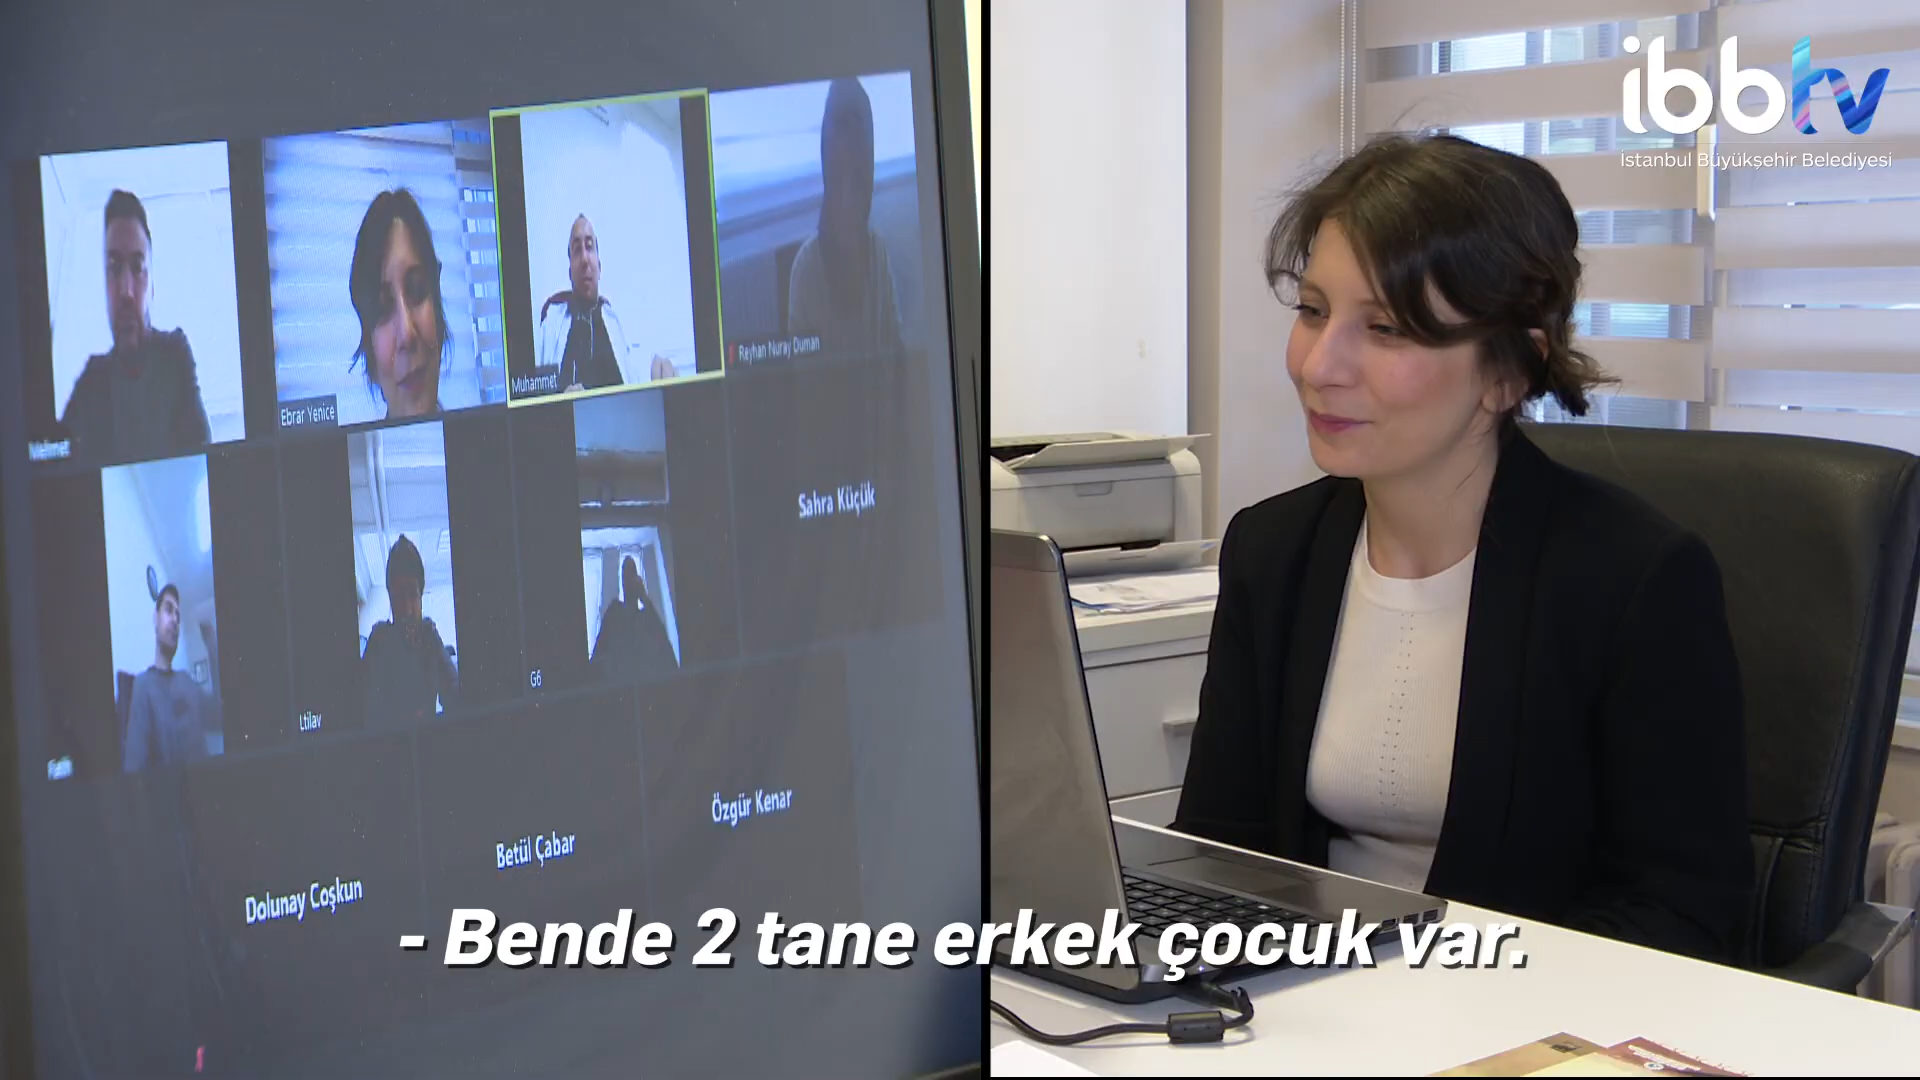 ibbtv
İstanbul Büyükşehir Belediyesi
Mehmet
Ebrar Yenice
Muhammet
Reyhan Nuray Duman
Fatih
Ltilav
G6
Sahra Küçük
Dolunay Coşkun
Betül Çabar
Özgür Kenar
- Bende 2 tane erkek çocuk var.